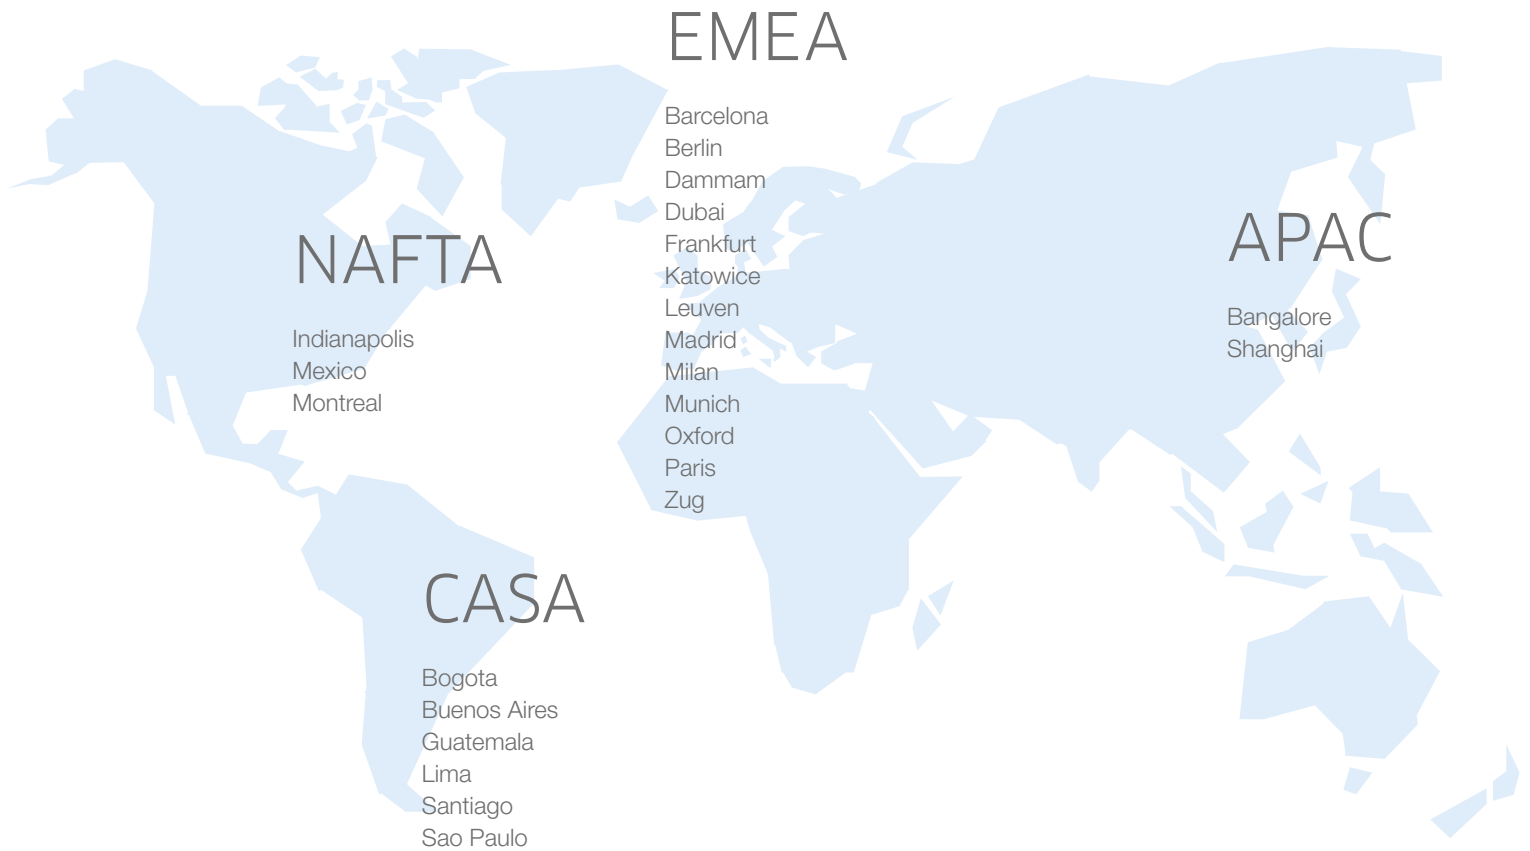 EMEA
Barcelona
Berlin
Dammam
Dubai
Frankfurt
Katowice
Leuven
Madrid
Milan
Munich
Oxford
Paris
Zug
NAFTA
Indianapolis
Mexico
Montreal
APAC
Bangalore
Shanghai
CASA
Bogota
Buenos Aires
Guatemala
Lima
Santiago
Sao Paulo